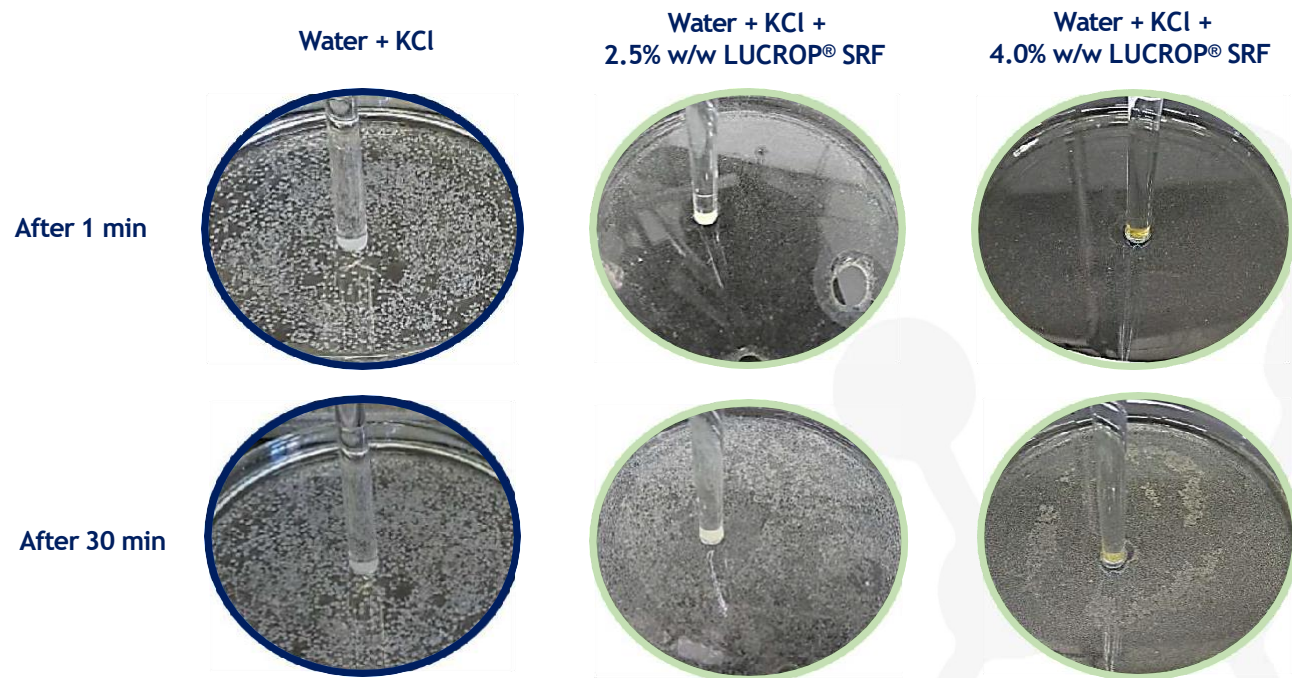 Water + KCl
Water + KCl +
2.5% w/w LUCROP® SRF
Water + KCl +
4.0% w/w LUCROP® SRF
After 1 min
After 30 min